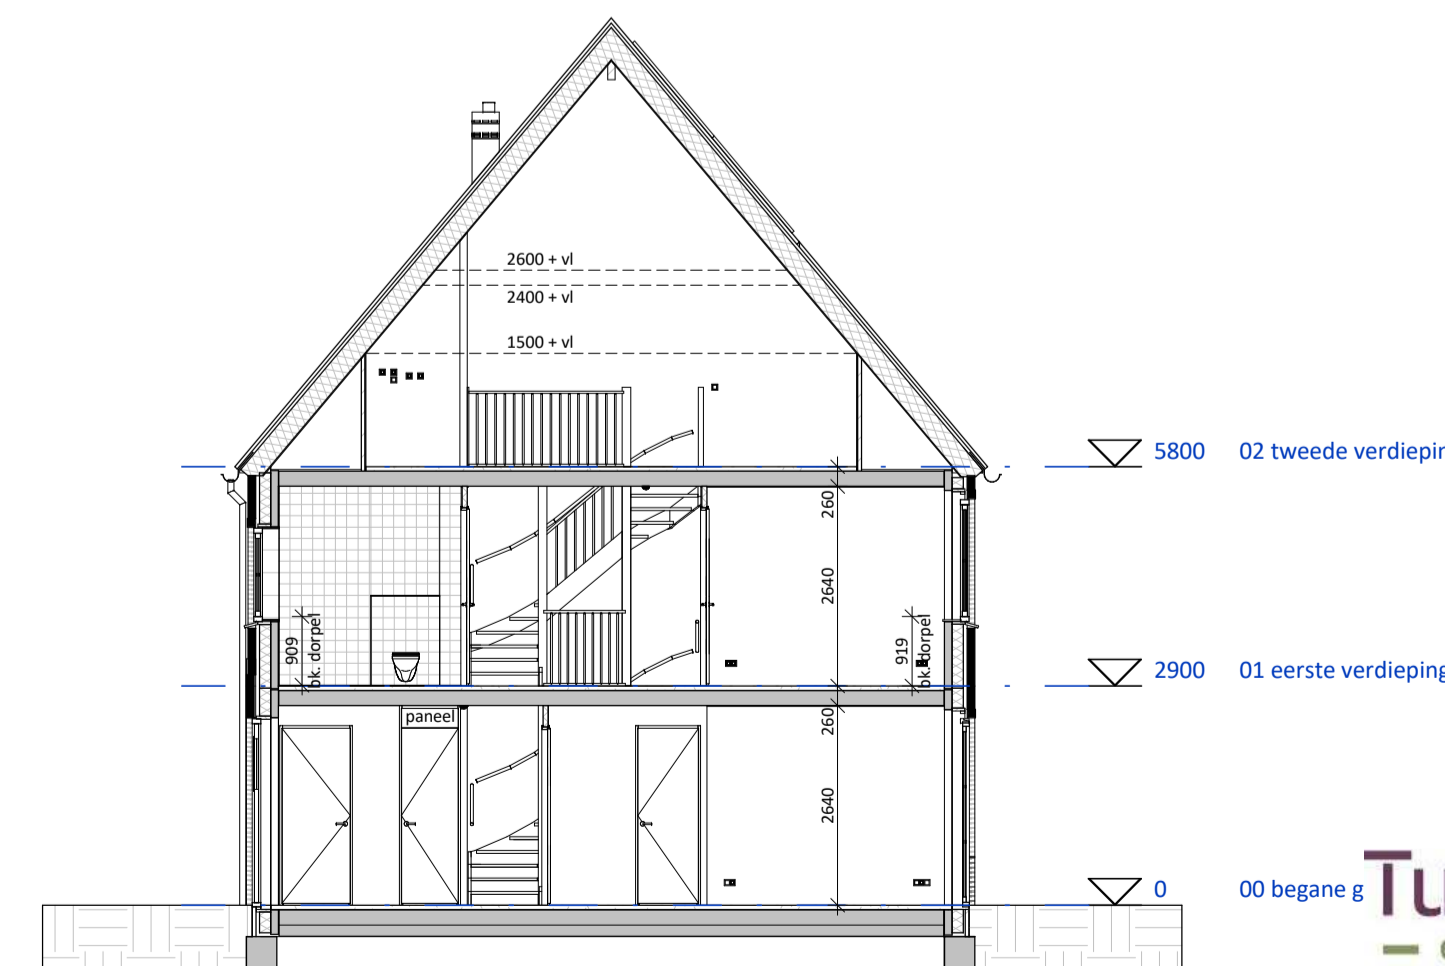 2600 + vl
2400 + vl
1500 + vl
5800 02 tweede verdiepin
260
2640
909
bk. dorpel
919
bk. dorpel
2900 01 eerste verdieping
paneel
260
2640
0 00 begane g
Tu